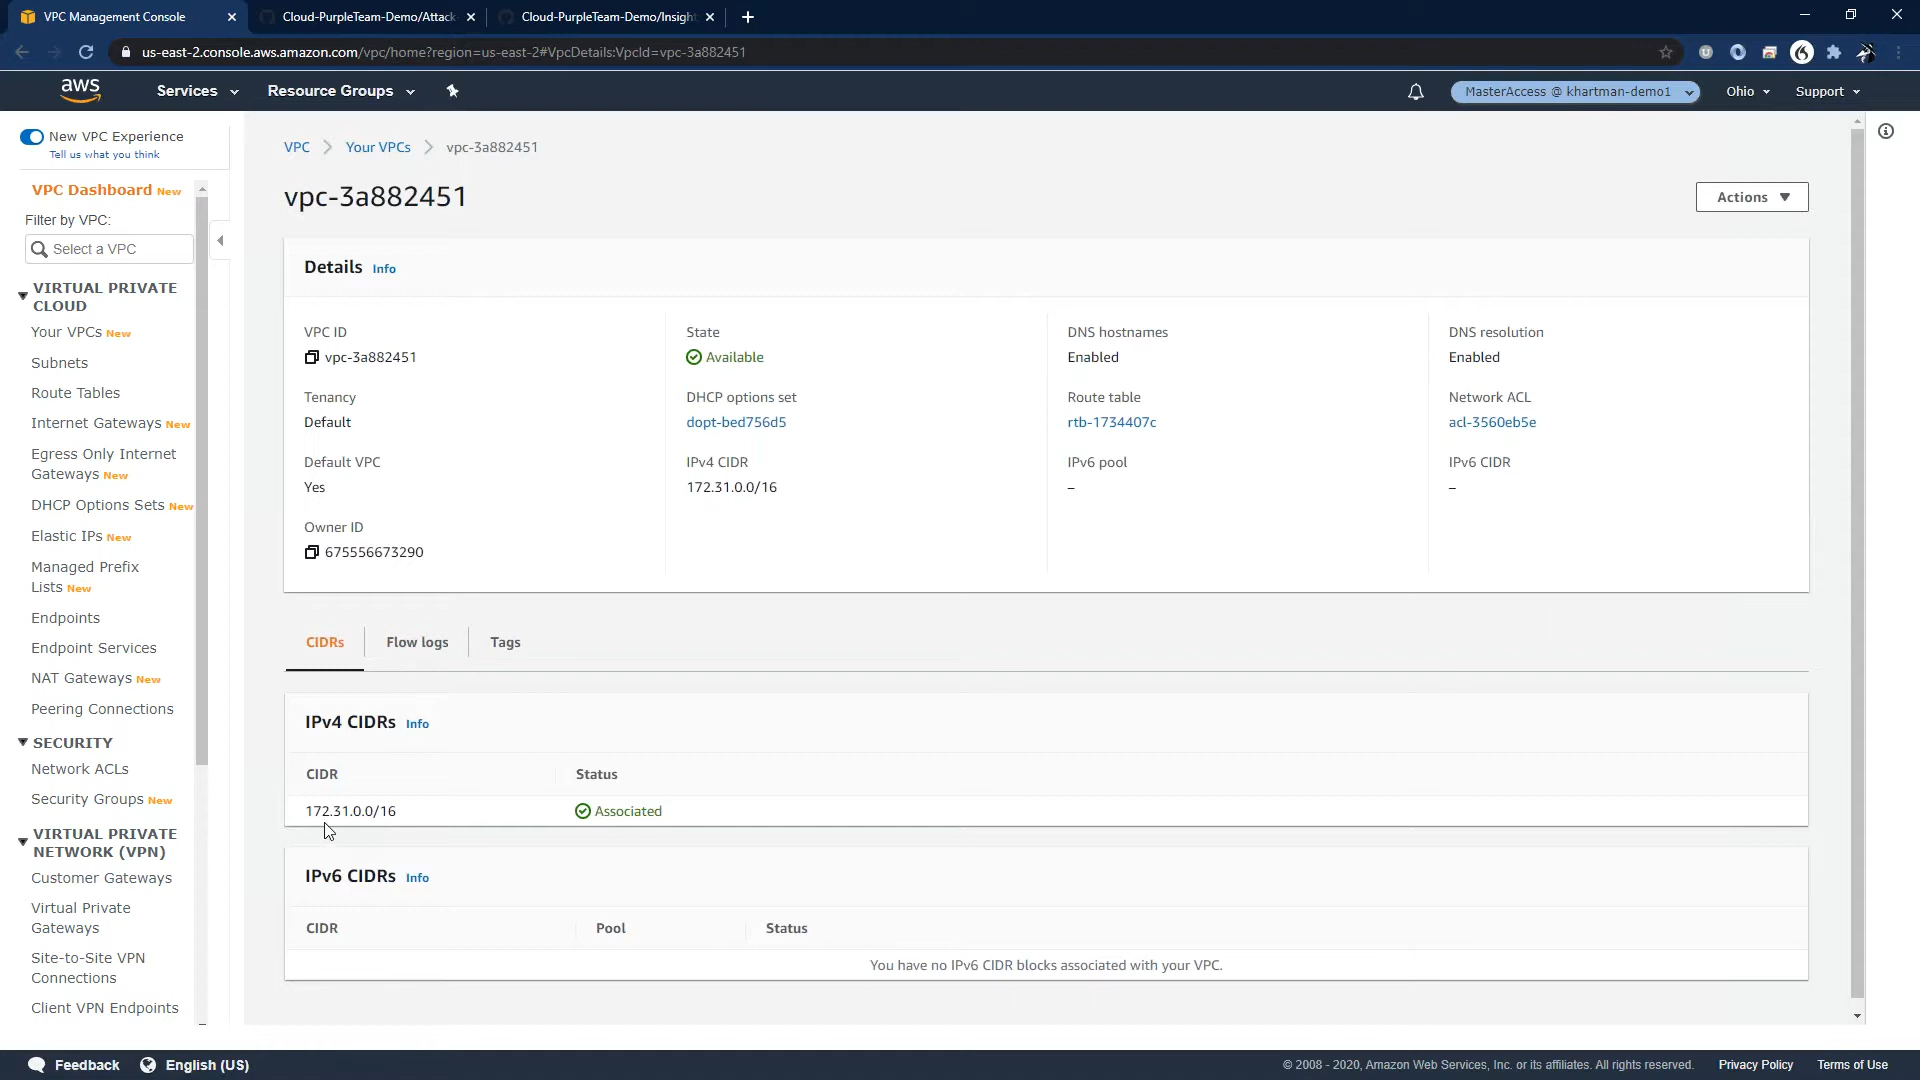 VPC Management Console
Cloud-PurpleTeam-Demo/Attack
Cloud-PurpleTeam-Demo/Insight
us-east-2.console.aws.amazon.com/vpc/home?region=us-east-2#VpcDetails:VpcId=vpc-3a882451
aws
Services
Resource Groups
MasterAccess @ khartman-demo1
Ohio
Support
New VPC Experience
Tell us what you think
VPC Dashboard New
Filter by VPC:
Select a VPC
VIRTUAL PRIVATE
CLOUD
Your VPCs New
Subnets
Route Tables
Internet Gateways New
Egress Only Internet
Gateways New
DHCP Options Sets New
Elastic IPs New
Managed Prefix
Lists New
Endpoints
Endpoint Services
NAT Gateways New
Peering Connections
SECURITY
Network ACLs
Security Groups New
VIRTUAL PRIVATE
NETWORK (VPN)
Customer Gateways
Virtual Private
Gateways
Site-to-Site VPN
Connections
Client VPN Endpoints
VPC
Your VPCs
vpc-3a882451
vpc-3a882451
Actions
Details Info
VPC ID
vpc-3a882451
State
Available
DNS hostnames
Enabled
DNS resolution
Enabled
Tenancy
Default
DHCP options set
dopt-bed756d5
Route table
rtb-1734407c
Network ACL
acl-3560eb5e
Default VPC
Yes
IPv4 CIDR
172.31.0.0/16
IPv6 pool
–
IPv6 CIDR
–
Owner ID
675556673290
CIDRs
Flow logs
Tags
IPv4 CIDRs Info
CIDR
Status
172.31.0.0/16
Associated
IPv6 CIDRs Info
CIDR
Pool
Status
You have no IPv6 CIDR blocks associated with your VPC.
Feedback
English (US)
© 2008 - 2020, Amazon Web Services, Inc. or its affiliates. All rights reserved.
Privacy Policy
Terms of Use